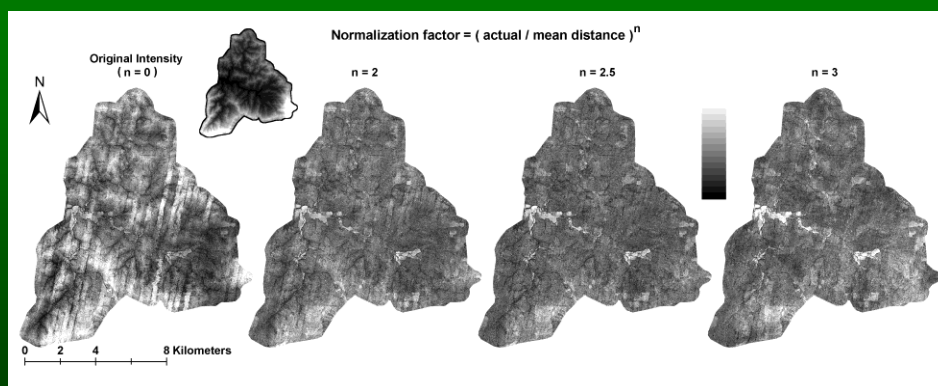 Normalization factor = ( actual / mean distance )^n
Original Intensity
( n = 0 )
n = 2
n = 2.5
n = 3
N
0 2 4 8 Kilometers